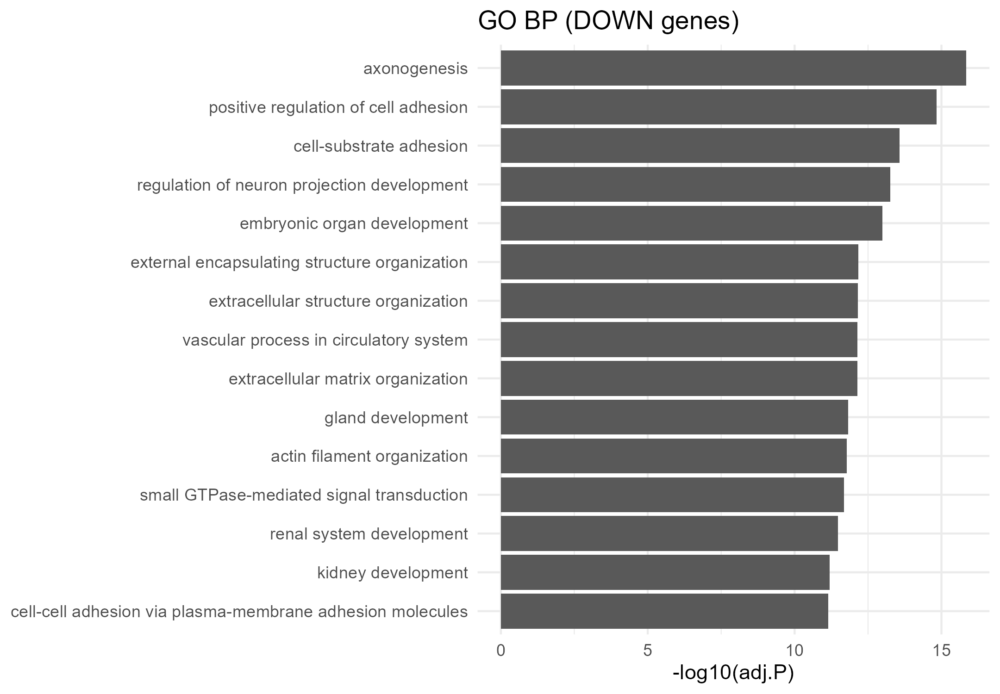 GO BP (DOWN genes)
axonogenesis
positive regulation of cell adhesion
cell-substrate adhesion
regulation of neuron projection development
embryonic organ development
external encapsulating structure organization
extracellular structure organization
vascular process in circulatory system
extracellular matrix organization
gland development
actin filament organization
small GTPase-mediated signal transduction
renal system development
kidney development
cell-cell adhesion via plasma-membrane adhesion molecules
0 5 10 15
-log10(adj.P)